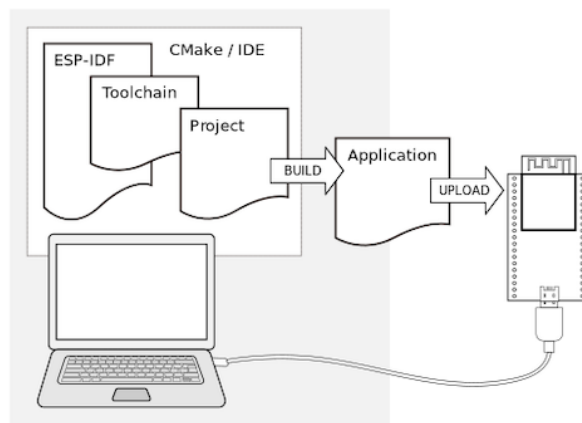 CMake / IDE
ESP-IDF
Toolchain
Project
BUILD
Application
UPLOAD